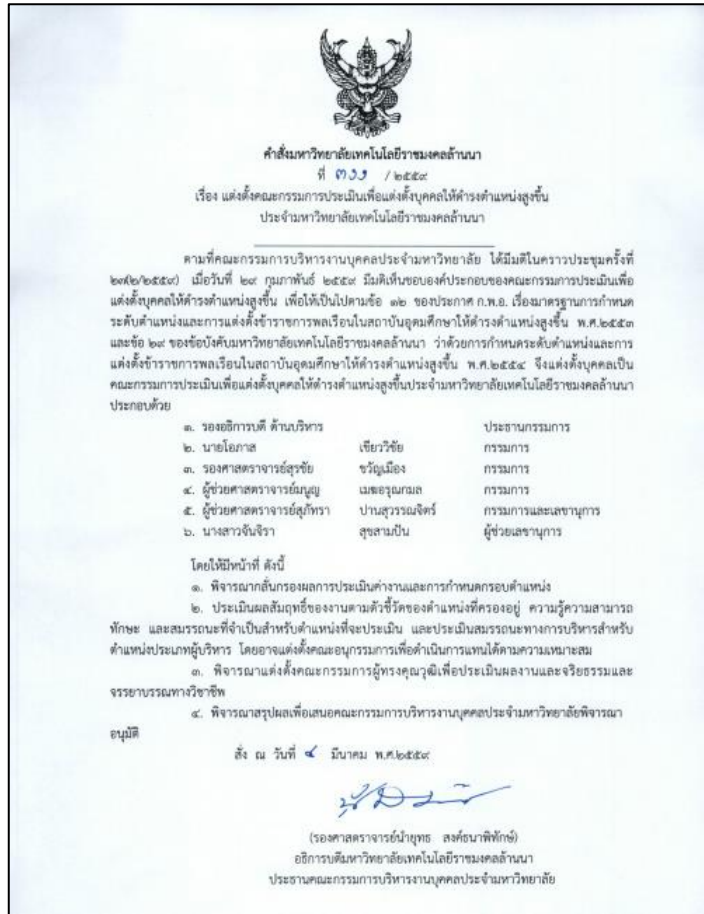 คำสั่งมหาวิทยาลัยเทคโนโลยีราชมงคลล้านนา
ที่ ๓๖๖ / ๒๕๕๙
เรื่อง แต่งตั้งคณะกรรมการประเมินเพื่อแต่งตั้งบุคคลให้ดำรงตำแหน่งสูงขึ้น
ประจำมหาวิทยาลัยเทคโนโลยีราชมงคลล้านนา
ตามที่คณะกรรมการบริหารงานบุคคลประจำมหาวิทยาลัย ได้มีมติในคราวประชุมครั้งที่
๒๓(๒/๒๕๕๙) เมื่อวันที่ ๒๙ กุมภาพันธ์ ๒๕๕๙ มีมติเห็นชอบองค์ประกอบของคณะกรรมการประเมินเพื่อ
แต่งตั้งบุคคลให้ดำรงตำแหน่งสูงขึ้น เพื่อให้เป็นไปตามข้อ ๑๒ ของประกาศ ก.พ.อ. เรื่องมาตรฐานการกำหนด
ระดับตำแหน่งและการแต่งตั้งข้าราชการพลเรือนในสถาบันอุดมศึกษาให้ดำรงตำแหน่งสูงขึ้น พ.ศ.๒๕๕๓
และข้อ ๒๙ ของข้อบังคับมหาวิทยาลัยเทคโนโลยีราชมงคลล้านนา ว่าด้วยการกำหนดระดับตำแหน่งและการ
แต่งตั้งข้าราชการพลเรือนในสถาบันอุดมศึกษาให้ดำรงตำแหน่งสูงขึ้น พ.ศ.๒๕๕๔ จึงแต่งตั้งบุคคลเป็น
คณะกรรมการประเมินเพื่อแต่งตั้งบุคคลให้ดำรงตำแหน่งสูงขึ้นประจำมหาวิทยาลัยเทคโนโลยีราชมงคลล้านนา
ประกอบด้วย
๑. รองอธิการบดี ด้านบริหาร ประธานกรรมการ
๒. นายโอภาส เขียววิชัย กรรมการ
๓. รองศาสตราจารย์สุรชัย ขวัญเมือง กรรมการ
๔. ผู้ช่วยศาสตราจารย์มนูญ เมฆอรุณกมล กรรมการ
๕. ผู้ช่วยศาสตราจารย์สุภัทรา ปานสุวรรณจิตร์ กรรมการและเลขานุการ
๖. นางสาวจันจิรา สุขสามปัน ผู้ช่วยเลขานุการ
โดยให้มีหน้าที่ ดังนี้
๑. พิจารณากลั่นกรองผลการประเมินค่างานและการกำหนดกรอบตำแหน่ง
๒. ประเมินผลสัมฤทธิ์ของงานตามตัวชี้วัดของตำแหน่งที่ครองอยู่ ความรู้ความสามารถ
ทักษะ และสมรรถนะที่จำเป็นสำหรับตำแหน่งที่จะประเมิน และประเมินสมรรถนะทางการบริหารสำหรับ
ตำแหน่งประเภทผู้บริหาร โดยอาจแต่งตั้งคณะอนุกรรมการเพื่อดำเนินการแทนได้ตามความเหมาะสม
๓. พิจารณาแต่งตั้งคณะกรรมการผู้ทรงคุณวุฒิเพื่อประเมินผลงานและจริยธรรมและ
จรรยาบรรณทางวิชาชีพ
๔. พิจารณาสรุปผลเพื่อเสนอคณะกรรมการบริหารงานบุคคลประจำมหาวิทยาลัยพิจารณา
อนุมัติ
สั่ง ณ วันที่ ๔ มีนาคม พ.ศ.๒๕๕๙
(รองศาสตราจารย์นำยุทธ สงค์ธนาพิทักษ์)
อธิการบดีมหาวิทยาลัยเทคโนโลยีราชมงคลล้านนา
ประธานคณะกรรมการบริหารงานบุคคลประจำมหาวิทยาลัย